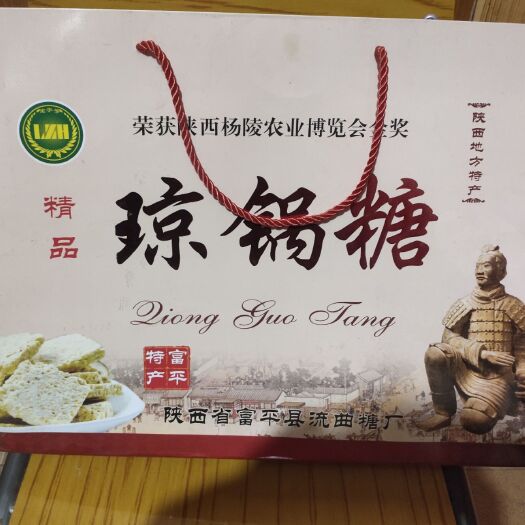 LZH
荣获陕西杨陵农业博览会金奖
陕西地方特产
精品
琼锅糖
Qiong Guo Tang
富平
特产
陕西省富平县流曲糖厂